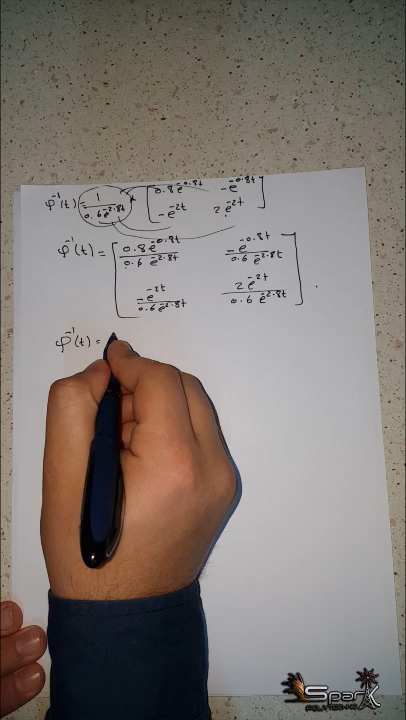 φ⁻¹(t) = 1/(0.6 e^-2.8t) [ 0.8 e^-0.8t   -e^-0.8t
-e^-2t   2 e^-2t ]
φ⁻¹(t) = [ 0.8 e^-0.8t / 0.6 e^-2.8t   -e^-0.8t / 0.6 e^-2.8t
-e^-2t / 0.6 e^-2.8t   2 e^-2t / 0.6 e^-2.8t ] .
φ⁻¹(t) =
Spark